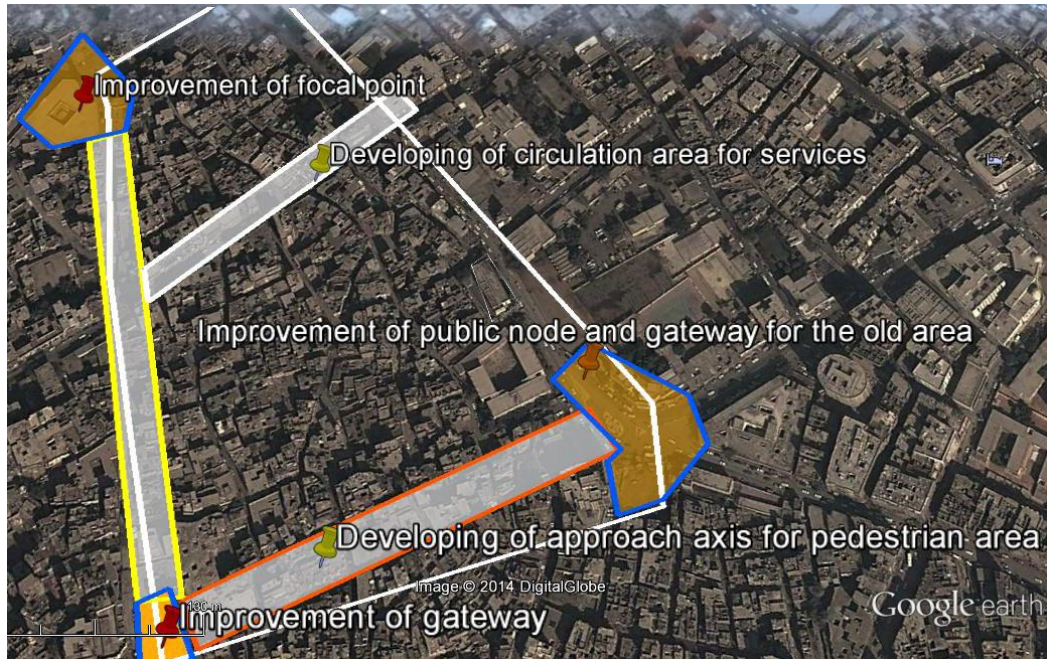 Improvement of focal point
Developing of circulation area for services
Improvement of public node and gateway for the old area
Developing of approach axis for pedestrian area
Image © 2014 DigitalGlobe
Google earth
130 m
Improvement of gateway